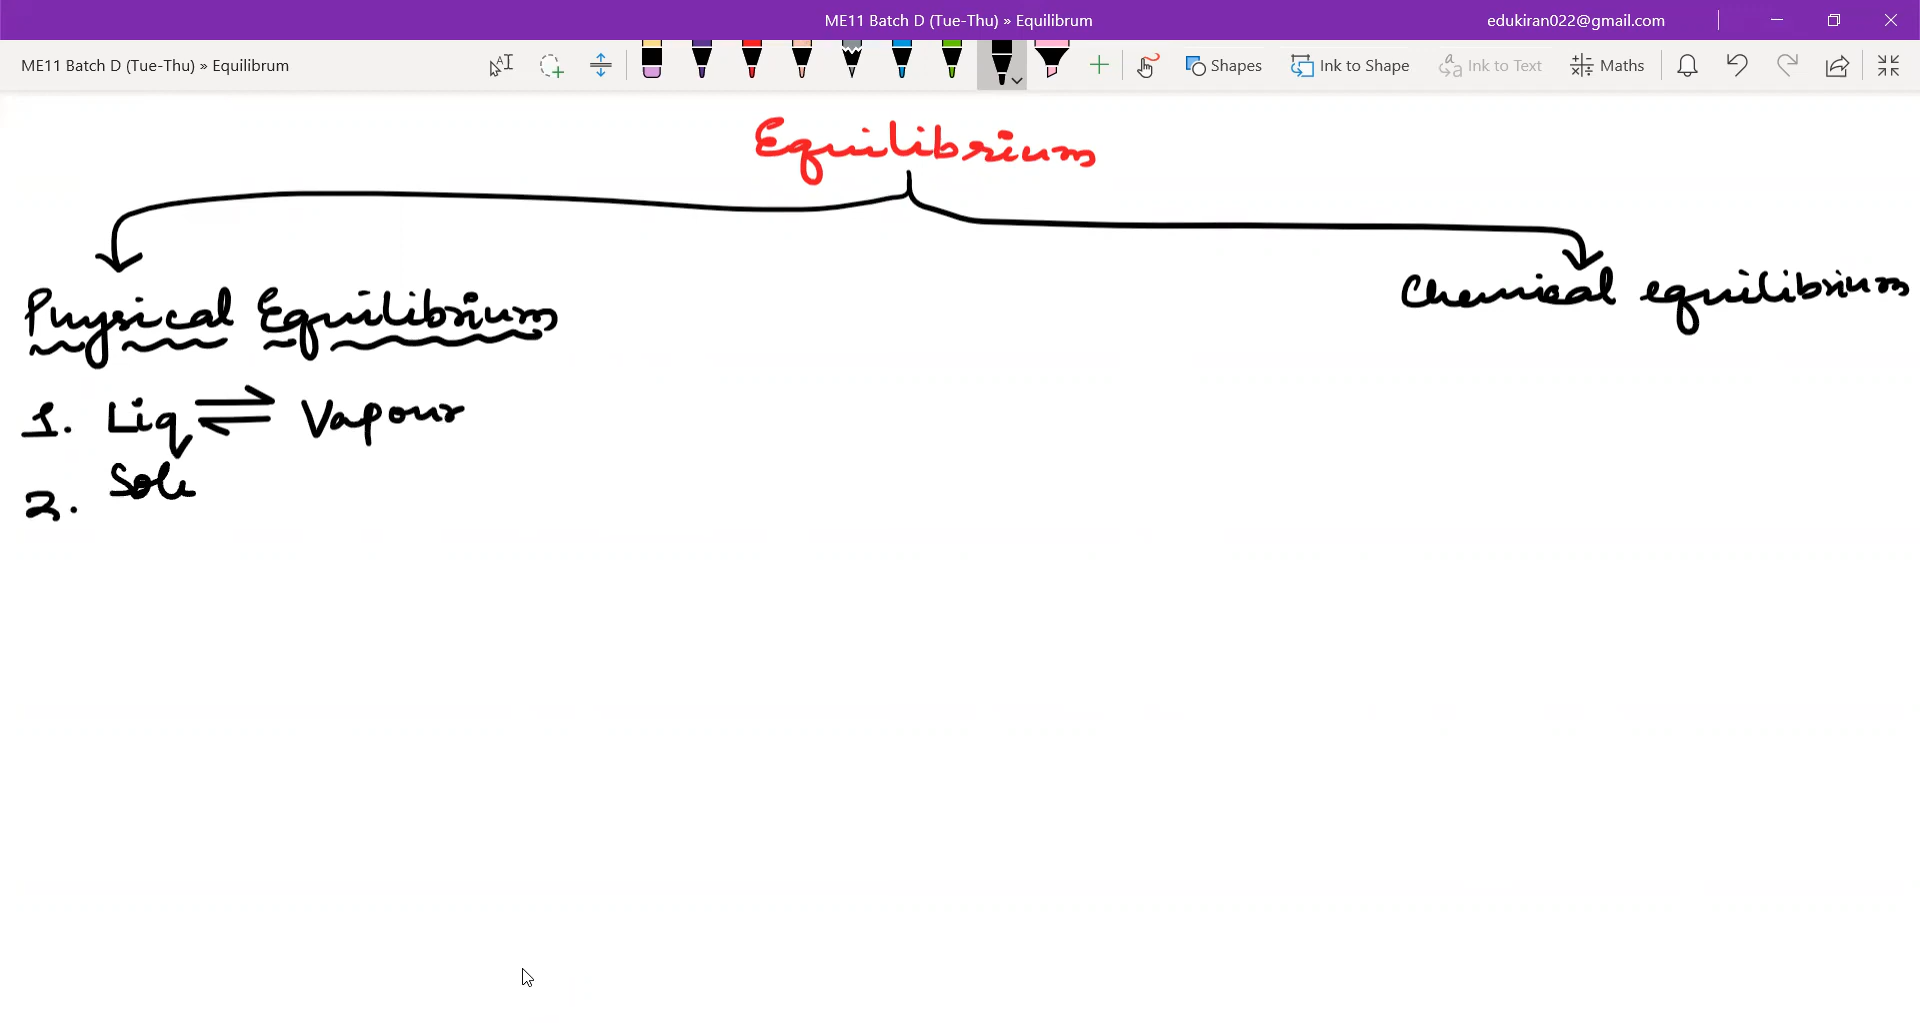 ME11 Batch D (Tue-Thu) » Equilibrum
edukiran022@gmail.com
ME11 Batch D (Tue-Thu) » Equilibrum
Shapes
Ink to Shape
Ink to Text
Maths
Equilibrium
Physical Equilibrium
Chemical equilibrium
1. Liq ⇌ Vapour
2. Soli